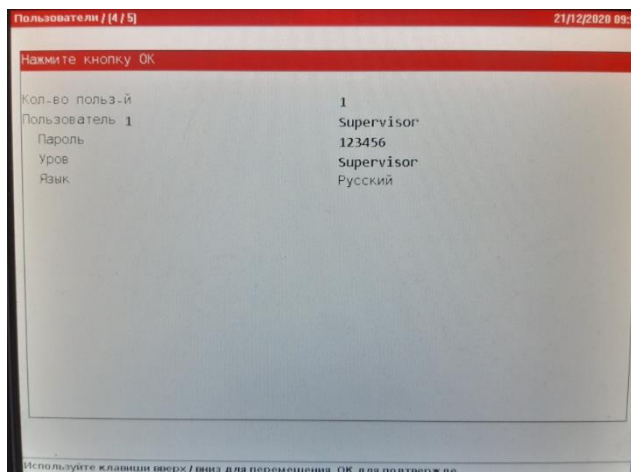 Пользователи / [4 / 5] 21/12/2020 09:
Нажмите кнопку OK
Кол-во польз-й 1
Пользователь 1 Supervisor
Пароль 123456
Уров Supervisor
Язык Русский
Используйте клавиши вверх / вниз для перемещения, OK для подтвержде